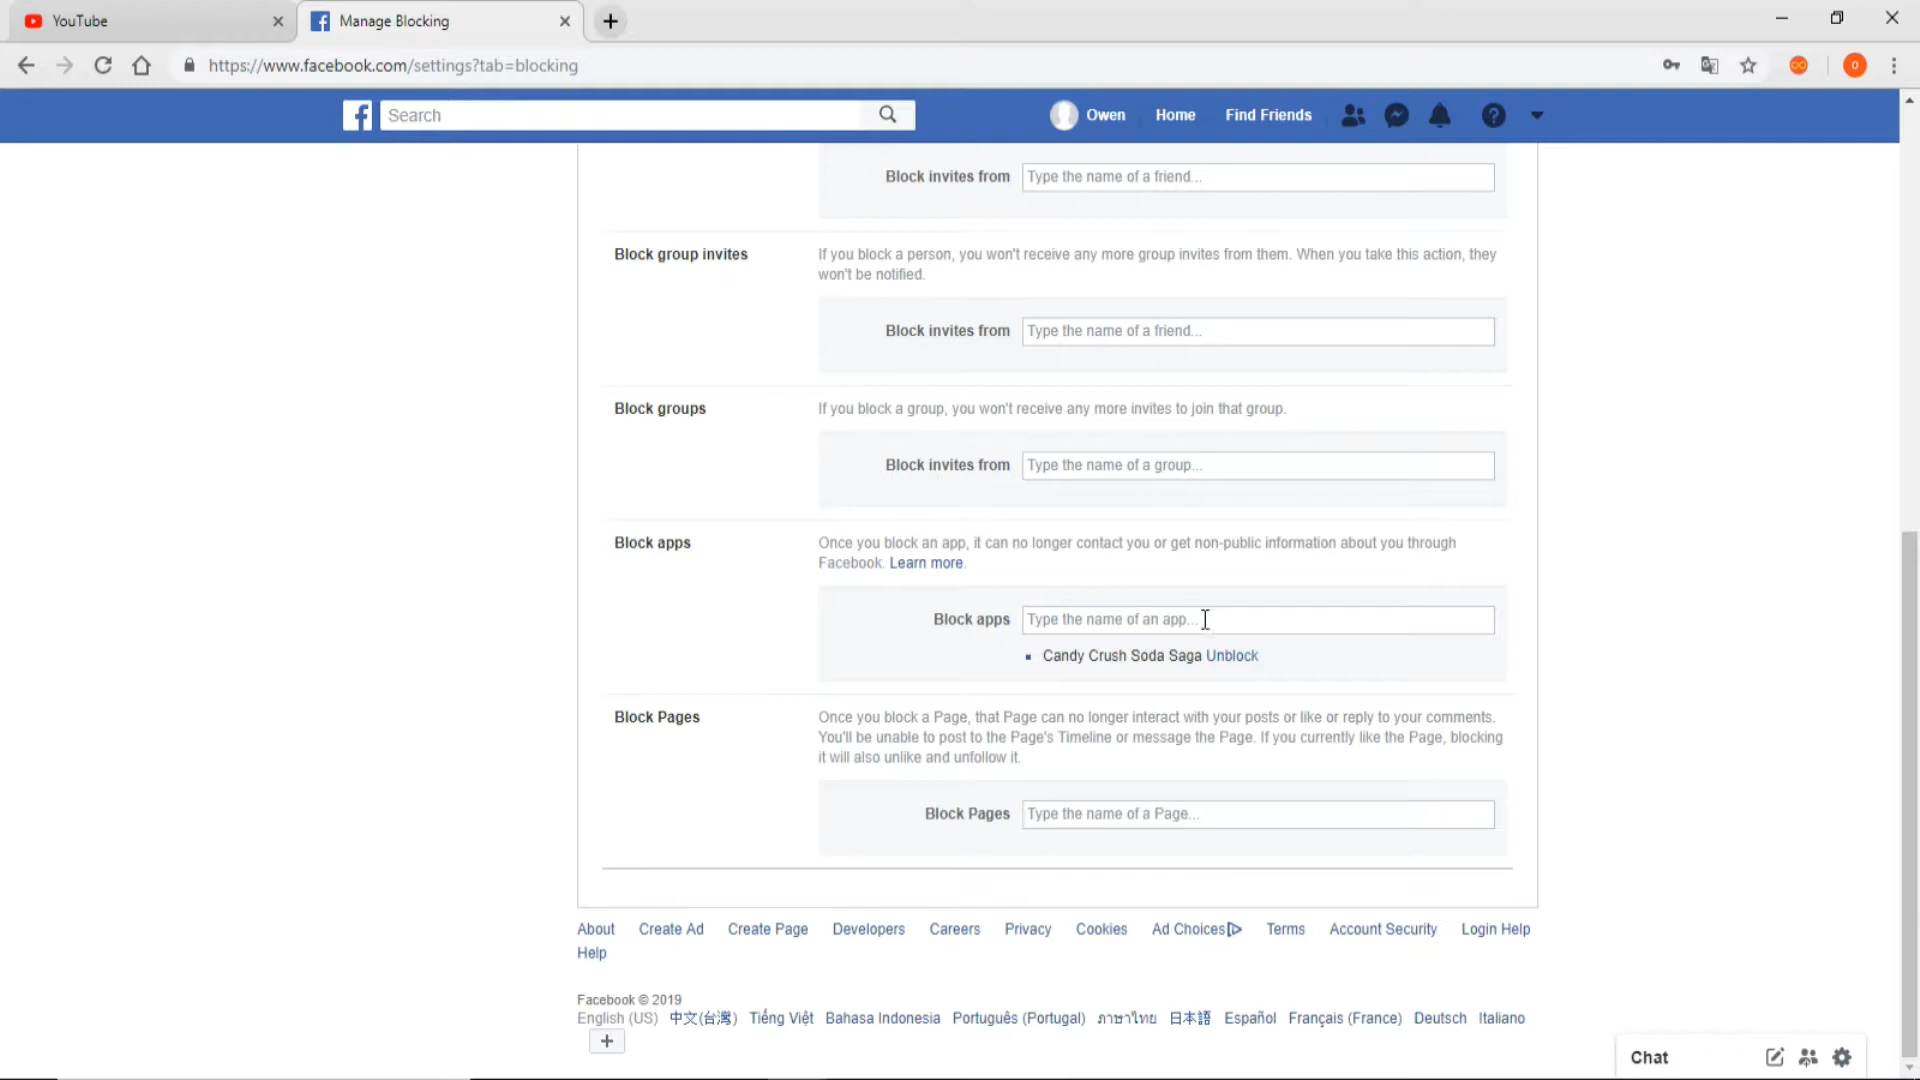 YouTube
Manage Blocking
https://www.facebook.com/settings?tab=blocking
o
Search
Owen
Home
Find Friends
Block invites from
Type the name of a friend...
Block group invites
If you block a person, you won't receive any more group invites from them. When you take this action, they
won't be notified.
Block invites from
Type the name of a friend...
Block groups
If you block a group, you won't receive any more invites to join that group.
Block invites from
Type the name of a group...
Block apps
Once you block an app, it can no longer contact you or get non-public information about you through
Facebook. Learn more.
Block apps
Type the name of an app...
Candy Crush Soda Saga Unblock
Block Pages
Once you block a Page, that Page can no longer interact with your posts or like or reply to your comments.
You'll be unable to post to the Page's Timeline or message the Page. If you currently like the Page, blocking
it will also unlike and unfollow it.
Block Pages
Type the name of a Page...
About Create Ad Create Page Developers Careers Privacy Cookies Ad Choices Terms Account Security Login Help
Help
Facebook © 2019
English (US) 中文(台灣) Tiếng Việt Bahasa Indonesia Português (Portugal) ภาษาไทย 日本語 Español Français (France) Deutsch Italiano
Chat